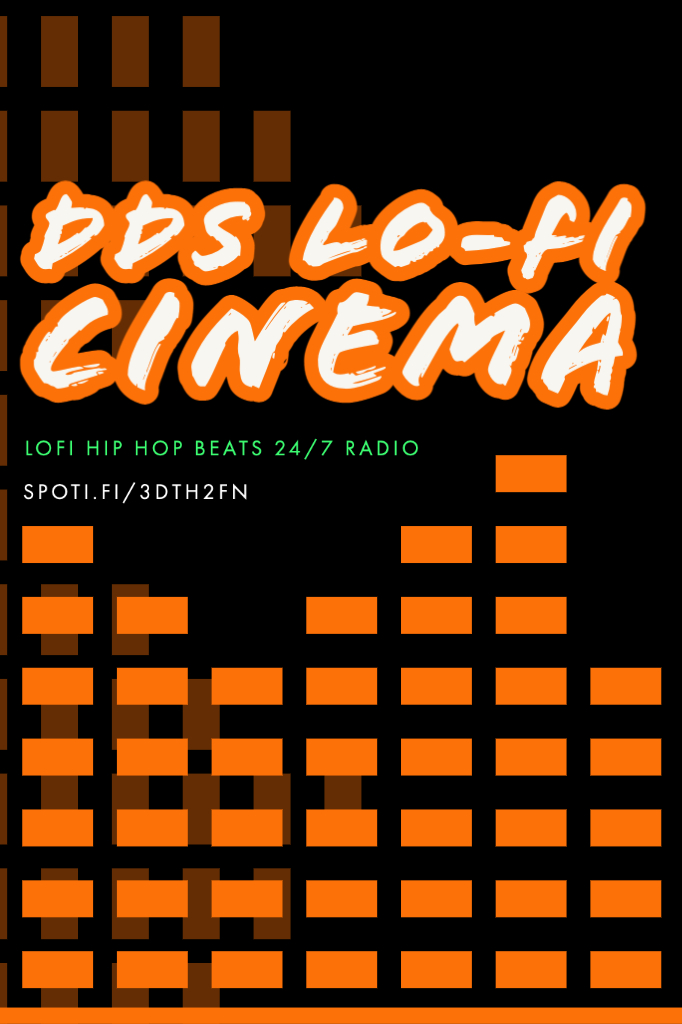 DDS LO-FI
CINEMA
LOFI HIP HOP BEATS 24/7 RADIO
SPOTI.FI/3DTH2FN